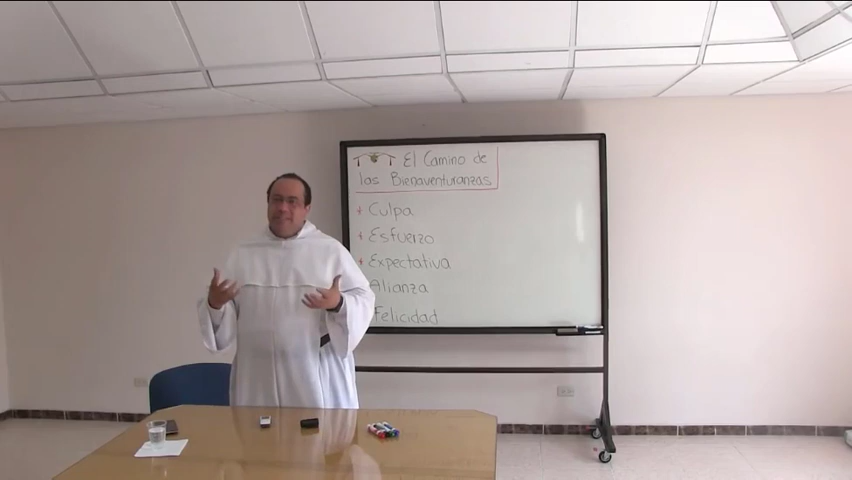 El Camino de
las Bienaventuranzas
Culpa
Esfuerzo
Expectativa
Alianza
Felicidad